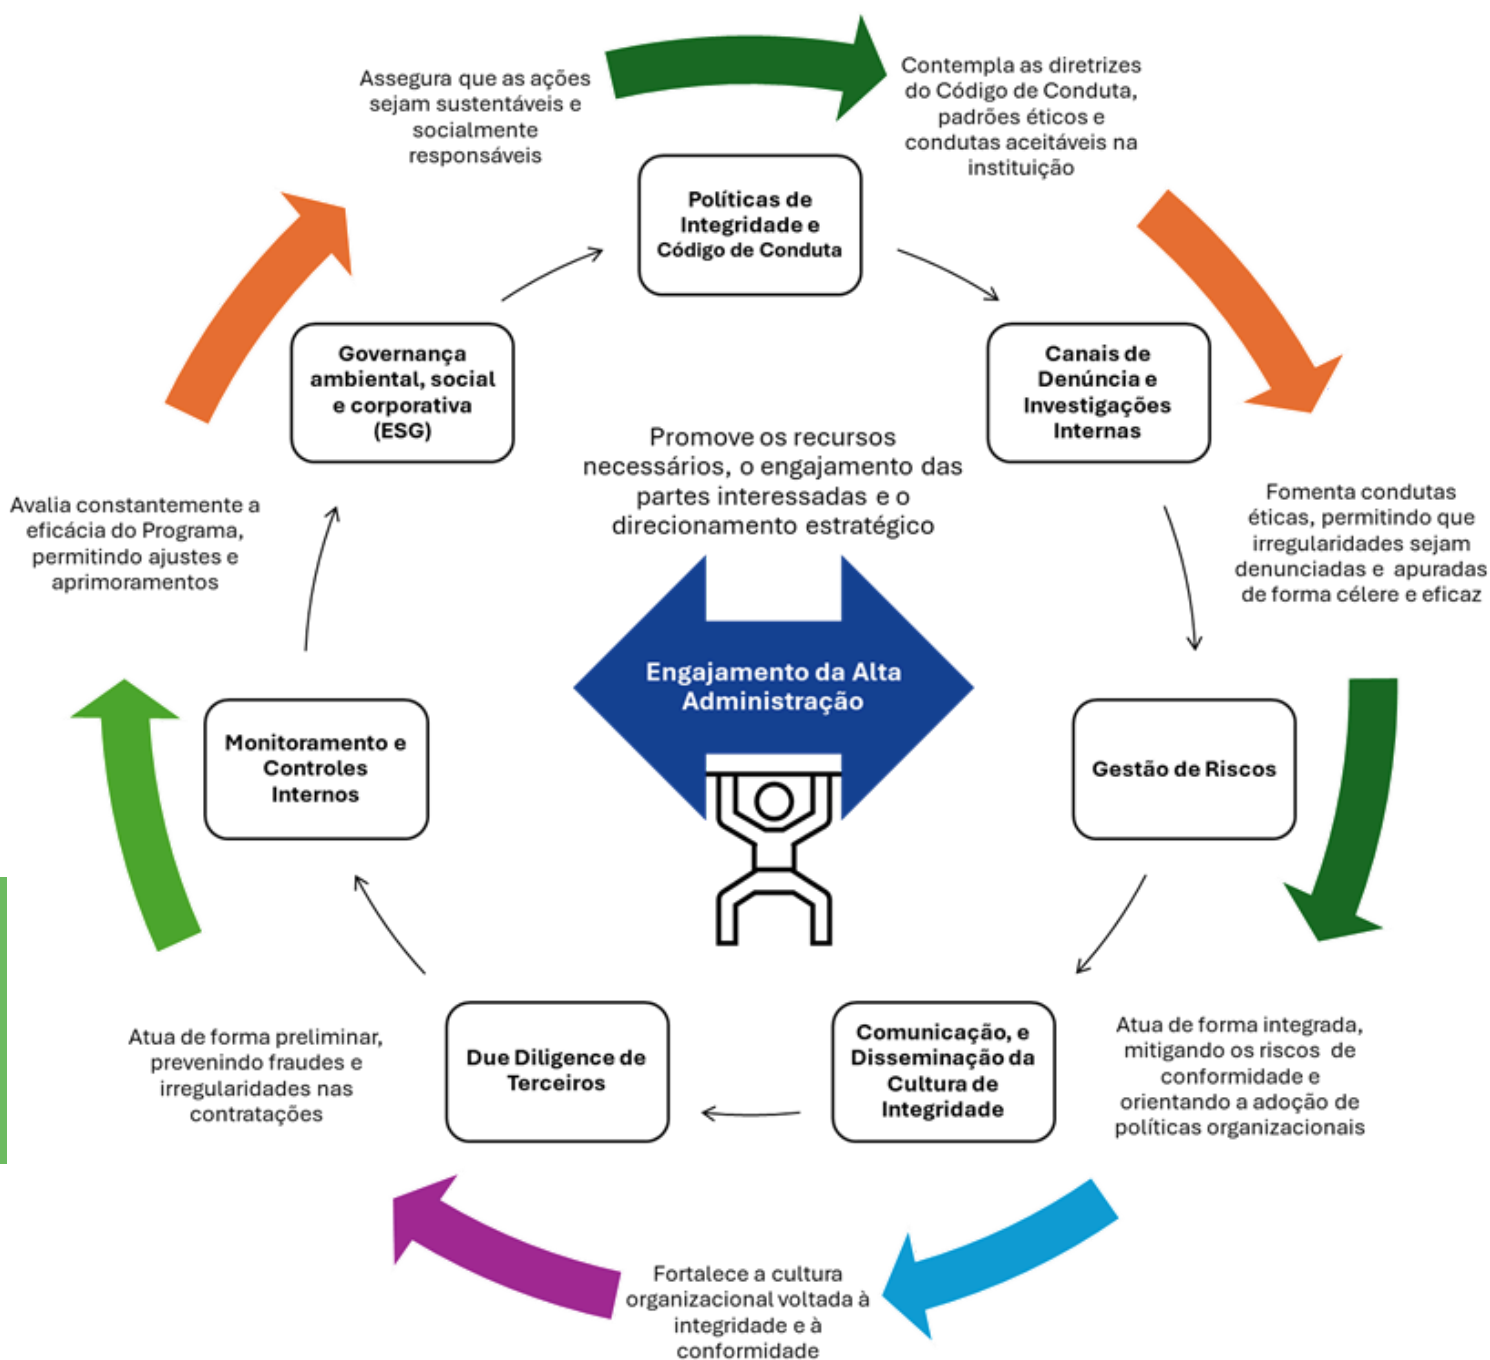 Assegura que as ações
sejam sustentáveis e
socialmente
responsáveis
Contempla as diretrizes
do Código de Conduta,
padrões éticos e
condutas aceitáveis na
instituição
Políticas de
Integridade e
Código de Conduta
Governança
ambiental, social
e corporativa
(ESG)
Canais de
Denúncia e
Investigações
Internas
Promove os recursos
necessários, o engajamento das
partes interessadas e o
direcionamento estratégico
Avalia constantemente a
eficácia do Programa,
permitindo ajustes e
aprimoramentos
Fomenta condutas
éticas, permitindo que
irregularidades sejam
denunciadas e apuradas
de forma célere e eficaz
Engajamento da Alta
Administração
Monitoramento e
Controles
Internos
Gestão de Riscos
Atua de forma preliminar,
prevenindo fraudes e
irregularidades nas
contratações
Due Diligence de
Terceiros
Comunicação, e
Disseminação da
Cultura de
Integridade
Atua de forma integrada,
mitigando os riscos de
conformidade e
orientando a adoção de
políticas organizacionais
Fortalece a cultura
organizacional voltada à
integridade e à
conformidade